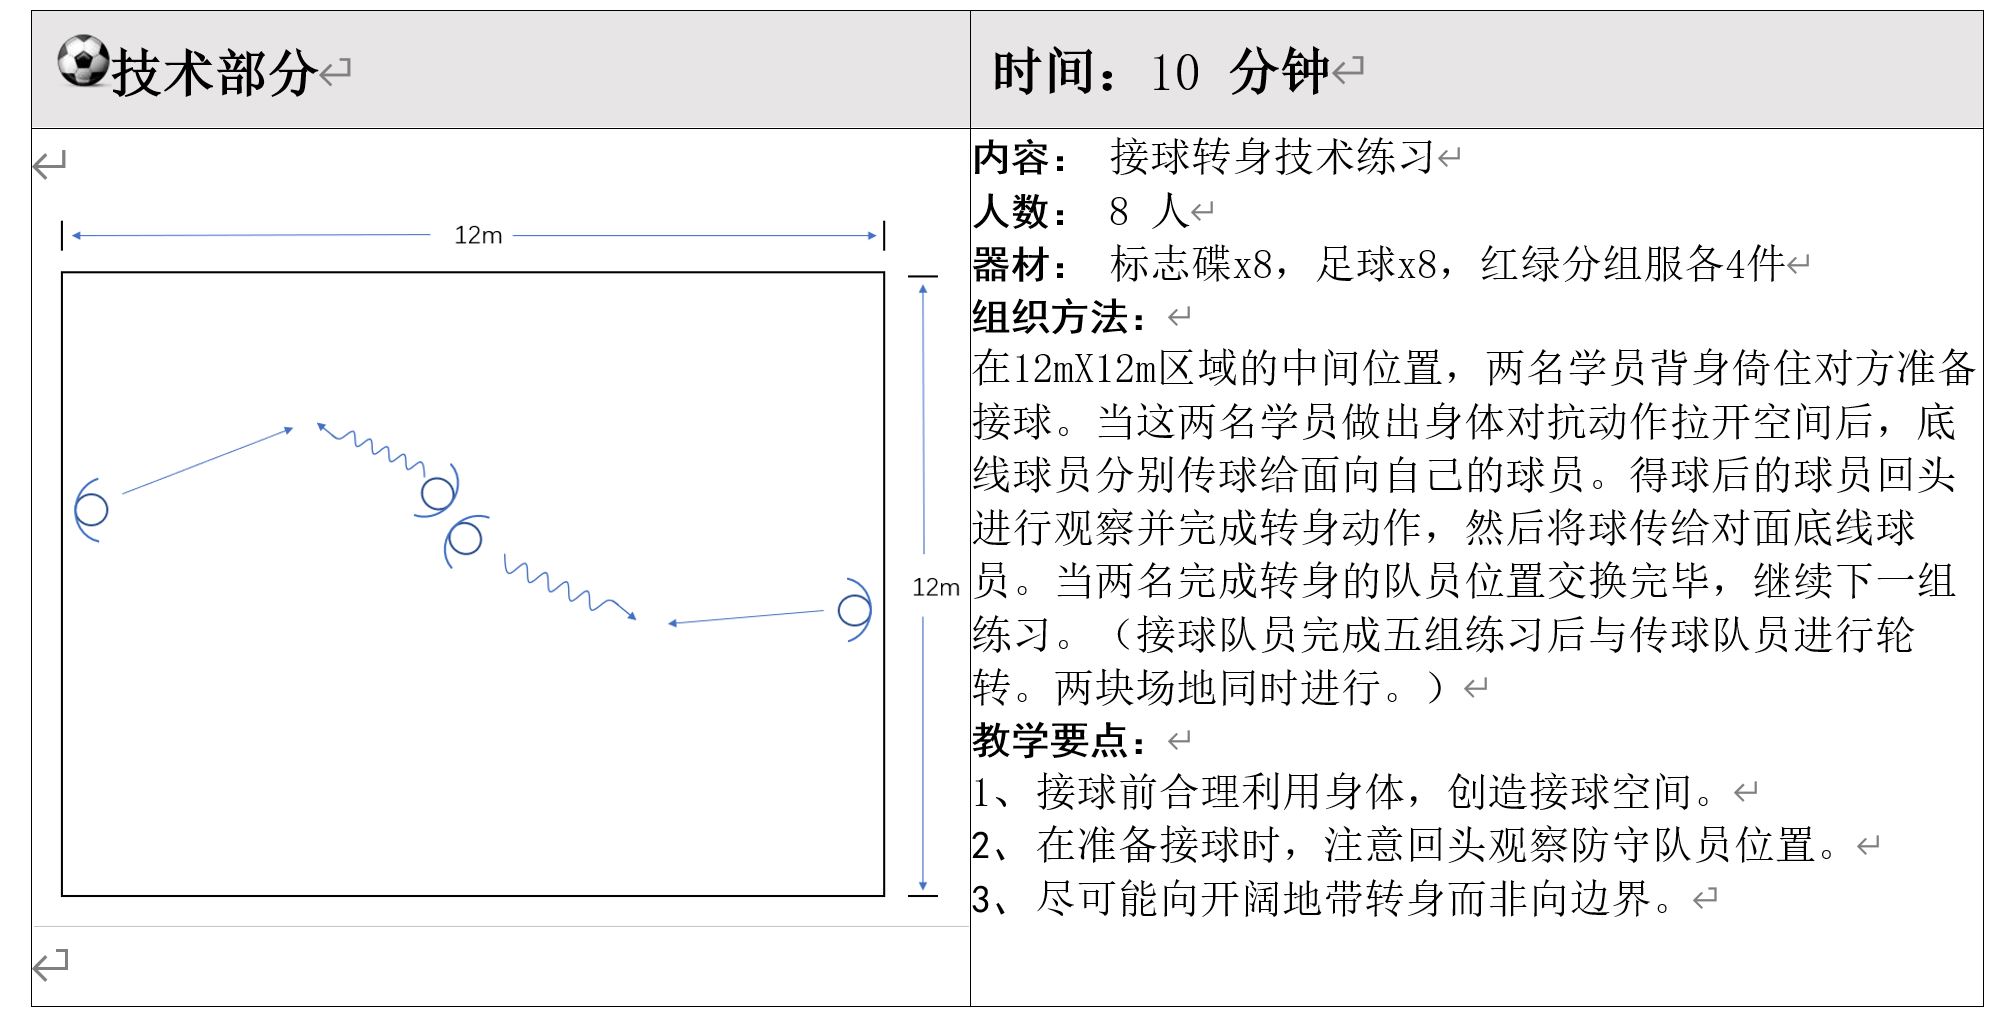 技术部分
时间：10 分钟
12m
12m
内容： 接球转身技术练习
人数： 8 人
器材： 标志碟x8，足球x8，红绿分组服各4件
组织方法：
在12mX12m区域的中间位置，两名学员背身倚住对方准备
接球。当这两名学员做出身体对抗动作拉开空间后，底
线球员分别传球给面向自己的球员。得球后的球员回头
进行观察并完成转身动作，然后将球传给对面底线球
员。当两名完成转身的队员位置交换完毕，继续下一组
练习。（接球队员完成五组练习后与传球队员进行轮
转。两块场地同时进行。）
教学要点：
1、接球前合理利用身体，创造接球空间。
2、在准备接球时，注意回头观察防守队员位置。
3、尽可能向开阔地带转身而非向边界。